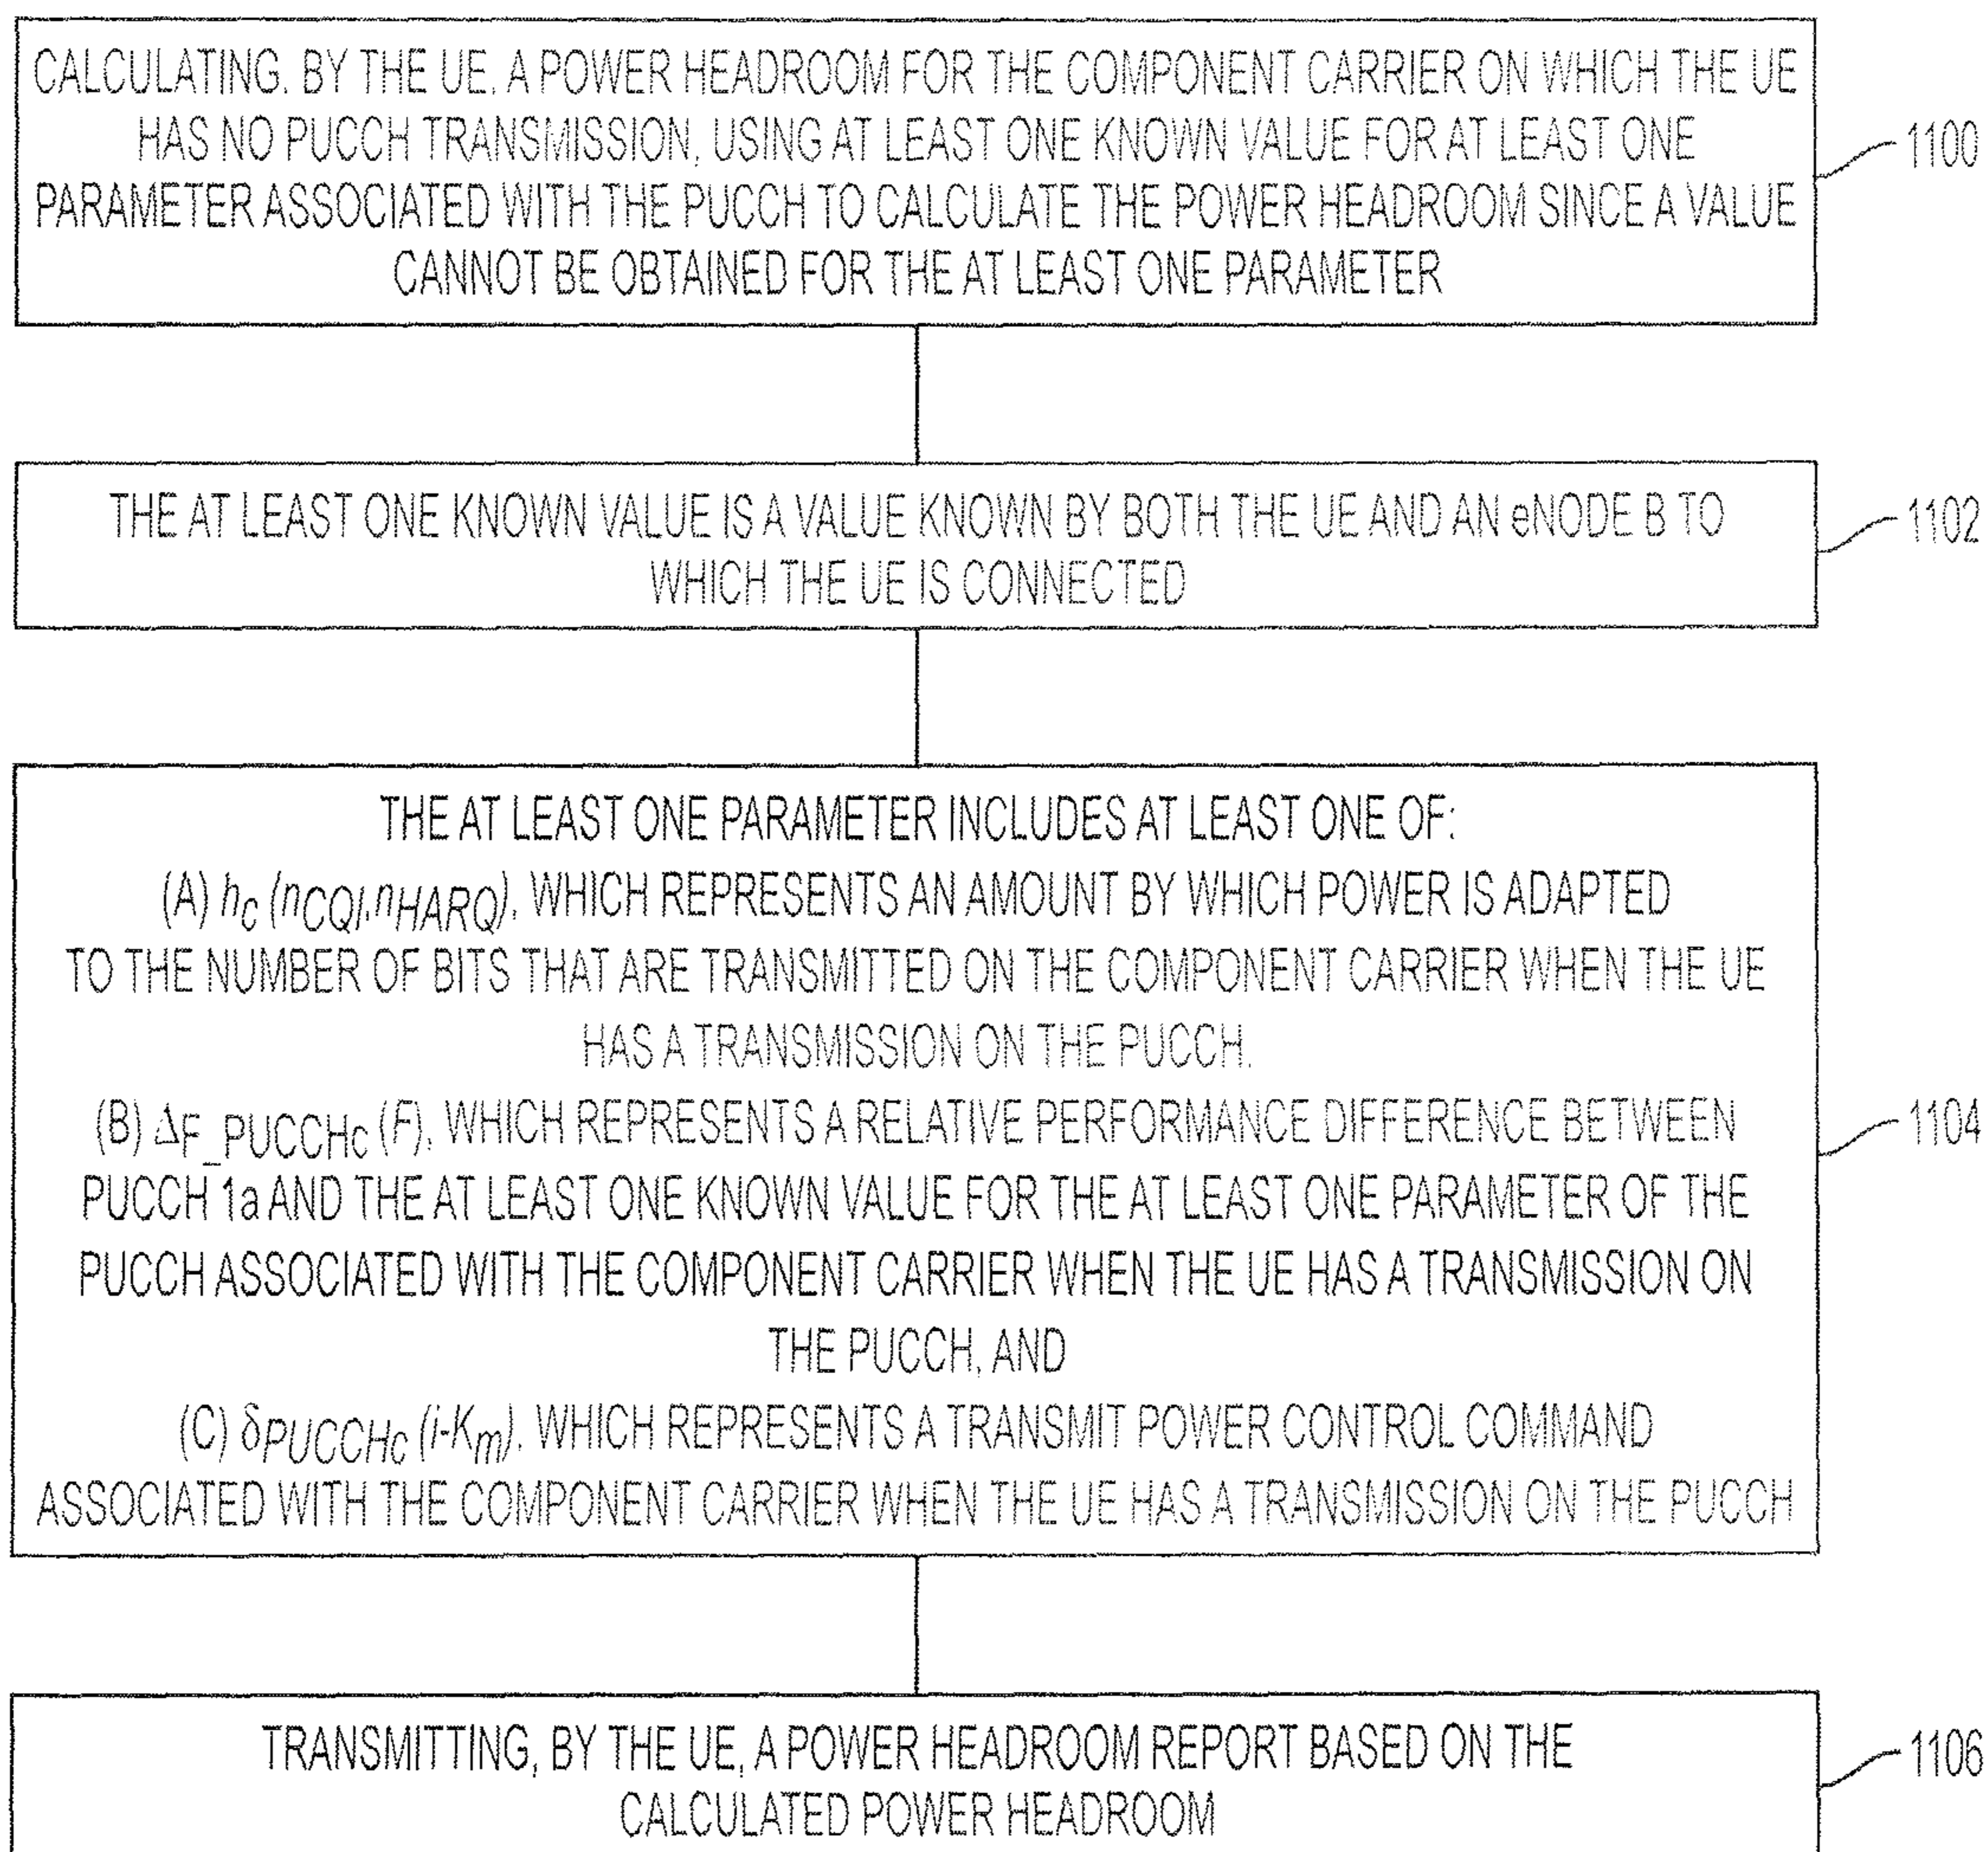 CALCULATING, BY THE UE, A POWER HEADROOM FOR THE COMPONENT CARRIER ON WHICH THE UE
HAS NO PUCCH TRANSMISSION, USING AT LEAST ONE KNOWN VALUE FOR AT LEAST ONE
PARAMETER ASSOCIATED WITH THE PUCCH TO CALCULATE THE POWER HEADROOM SINCE A VALUE
CANNOT BE OBTAINED FOR THE AT LEAST ONE PARAMETER
1100
THE AT LEAST ONE KNOWN VALUE IS A VALUE KNOWN BY BOTH THE UE AND AN eNODE B TO
WHICH THE UE IS CONNECTED
1102
THE AT LEAST ONE PARAMETER INCLUDES AT LEAST ONE OF:
(A) hc (nCQI,nHARQ), WHICH REPRESENTS AN AMOUNT BY WHICH POWER IS ADAPTED
TO THE NUMBER OF BITS THAT ARE TRANSMITTED ON THE COMPONENT CARRIER WHEN THE UE
HAS A TRANSMISSION ON THE PUCCH.
(B) ΔF_PUCCHc (F), WHICH REPRESENTS A RELATIVE PERFORMANCE DIFFERENCE BETWEEN
PUCCH 1a AND THE AT LEAST ONE KNOWN VALUE FOR THE AT LEAST ONE PARAMETER OF THE
PUCCH ASSOCIATED WITH THE COMPONENT CARRIER WHEN THE UE HAS A TRANSMISSION ON
THE PUCCH, AND
(C) δPUCCHc (i-Km), WHICH REPRESENTS A TRANSMIT POWER CONTROL COMMAND
ASSOCIATED WITH THE COMPONENT CARRIER WHEN THE UE HAS A TRANSMISSION ON THE PUCCH
1104
TRANSMITTING, BY THE UE, A POWER HEADROOM REPORT BASED ON THE
CALCULATED POWER HEADROOM
1106